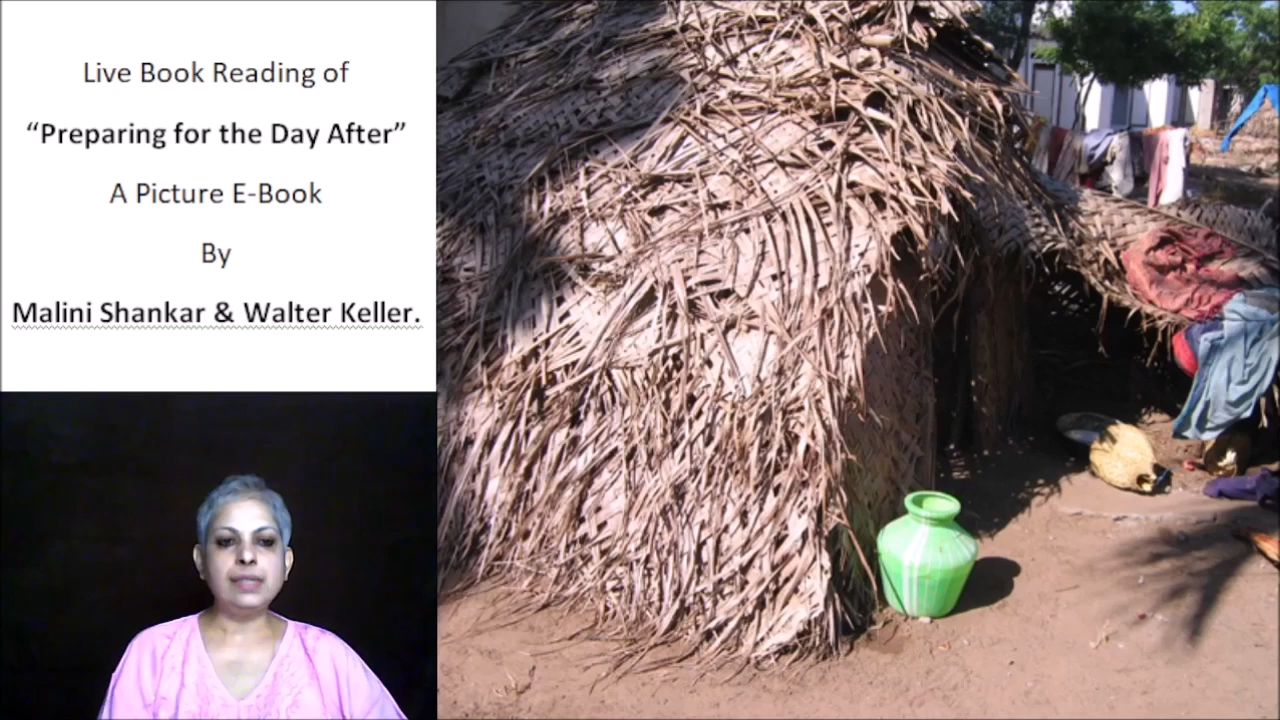 Live Book Reading of
“Preparing for the Day After”
A Picture E-Book
By
Malini Shankar & Walter Keller.